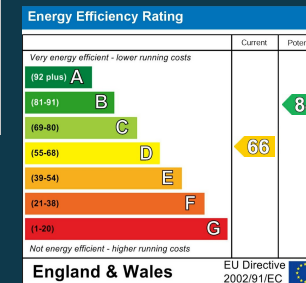 Energy Efficiency Rating
Current
Very energy efficient - lower running costs
(92 plus) A
(81-91) B
(69-80) C
(55-68) D
66
(39-54) E
(21-38) F
(1-20) G
Not energy efficient - higher running costs
England & Wales
EU Directive
2002/91/EC